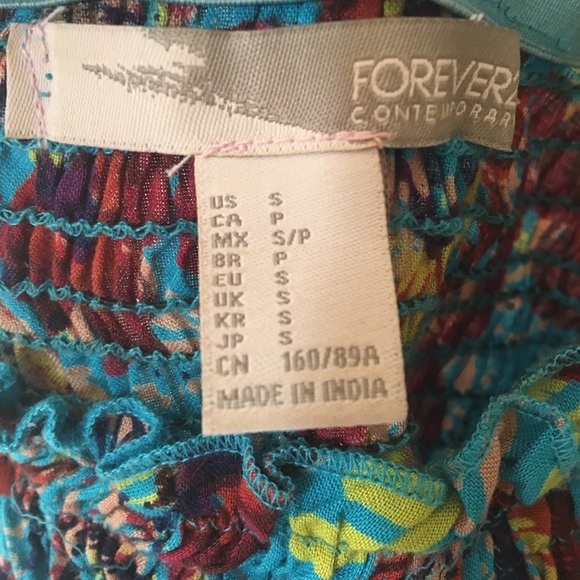 FOREVER2
CONTEMPORAR
US S
CA P
MX S/P
BR P
EU S
UK S
KR S
JP S
CN 160/89A
MADE IN INDIA